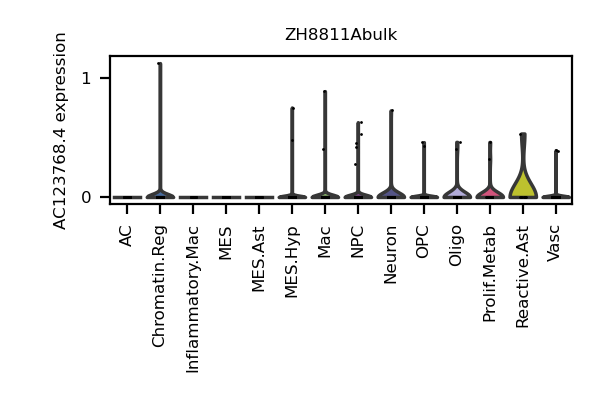 ZH8811Abulk
AC123768.4 expression
1
0
AC
Chromatin.Reg
Inflammatory.Mac
MES
MES.Ast
MES.Hyp
Mac
NPC
Neuron
OPC
Oligo
Prolif.Metab
Reactive.Ast
Vasc